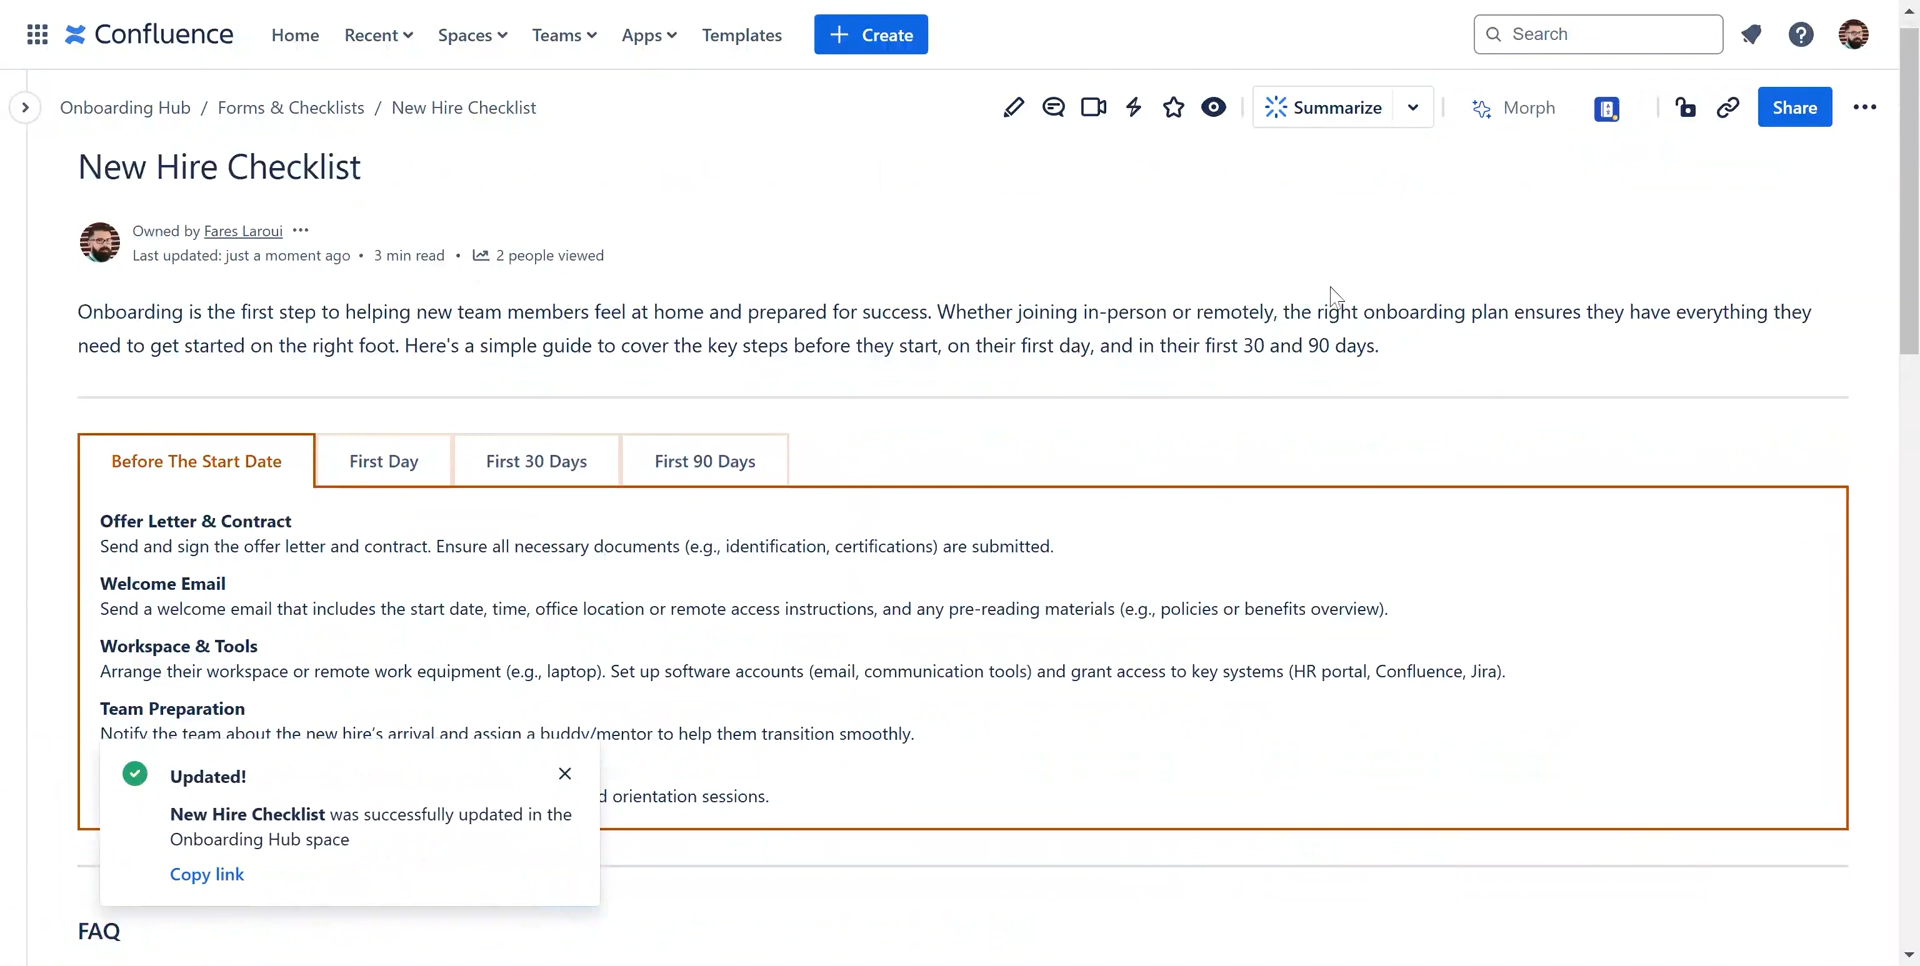 Confluence Home Recent Spaces Teams Apps Templates + Create Search
Onboarding Hub / Forms & Checklists / New Hire Checklist Summarize Morph Share
New Hire Checklist
Owned by Fares Laroui •••
Last updated: just a moment ago • 3 min read • 2 people viewed
Onboarding is the first step to helping new team members feel at home and prepared for success. Whether joining in-person or remotely, the right onboarding plan ensures they have everything they
need to get started on the right foot. Here's a simple guide to cover the key steps before they start, on their first day, and in their first 30 and 90 days.
Before The Start Date First Day First 30 Days First 90 Days
Offer Letter & Contract
Send and sign the offer letter and contract. Ensure all necessary documents (e.g., identification, certifications) are submitted.
Welcome Email
Send a welcome email that includes the start date, time, office location or remote access instructions, and any pre-reading materials (e.g., policies or benefits overview).
Workspace & Tools
Arrange their workspace or remote work equipment (e.g., laptop). Set up software accounts (email, communication tools) and grant access to key systems (HR portal, Confluence, Jira).
Team Preparation
Notify the team about the new hire's arrival and assign a buddy/mentor to help them transition smoothly.
orientation sessions.
Updated!
New Hire Checklist was successfully updated in the
Onboarding Hub space
Copy link
FAQ